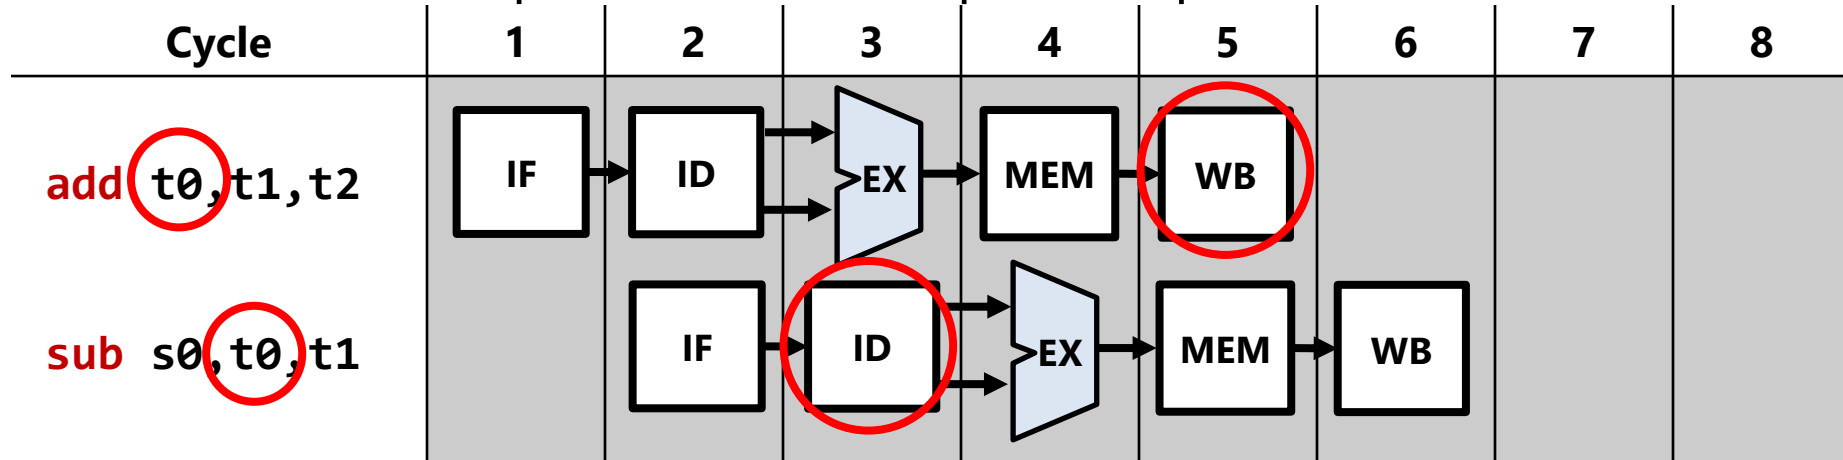 Cycle 1 2 3 4 5 6 7 8
add t0,t1,t2 IF ID EX MEM WB
sub s0,t0,t1 IF ID EX MEM WB